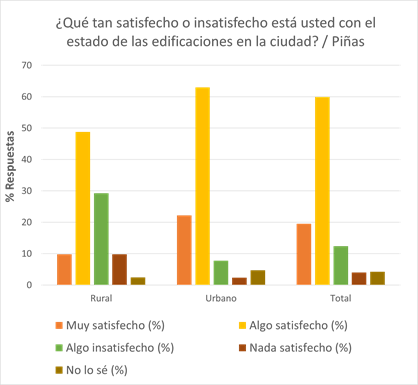 ¿Qué tan satisfecho o insatisfecho está usted con el
estado de las edificaciones en la ciudad? / Piñas
70
60
50
40
30
20
10
0
% Respuestas
Rural
Urbano
Total
Muy satisfecho (%)
Algo satisfecho (%)
Algo insatisfecho (%)
Nada satisfecho (%)
No lo sé (%)